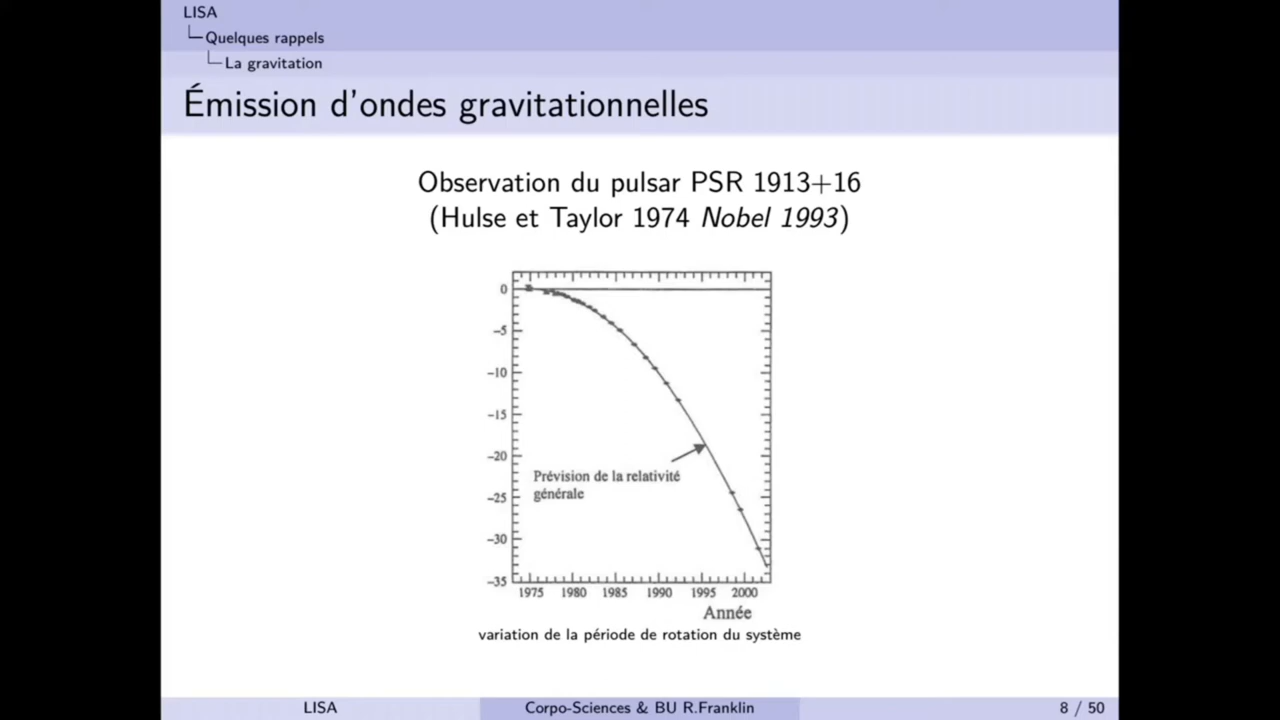 LISA
Quelques rappels
La gravitation
Émission d'ondes gravitationnelles
Observation du pulsar PSR 1913+16
(Hulse et Taylor 1974 Nobel 1993)
0
−5
−10
−15
−20
−25
−30
−35
Prévision de la relativité
générale
1975 1980 1985 1990 1995 2000
Année
variation de la période de rotation du système
LISA Corpo-Sciences & BU R.Franklin 8 / 50